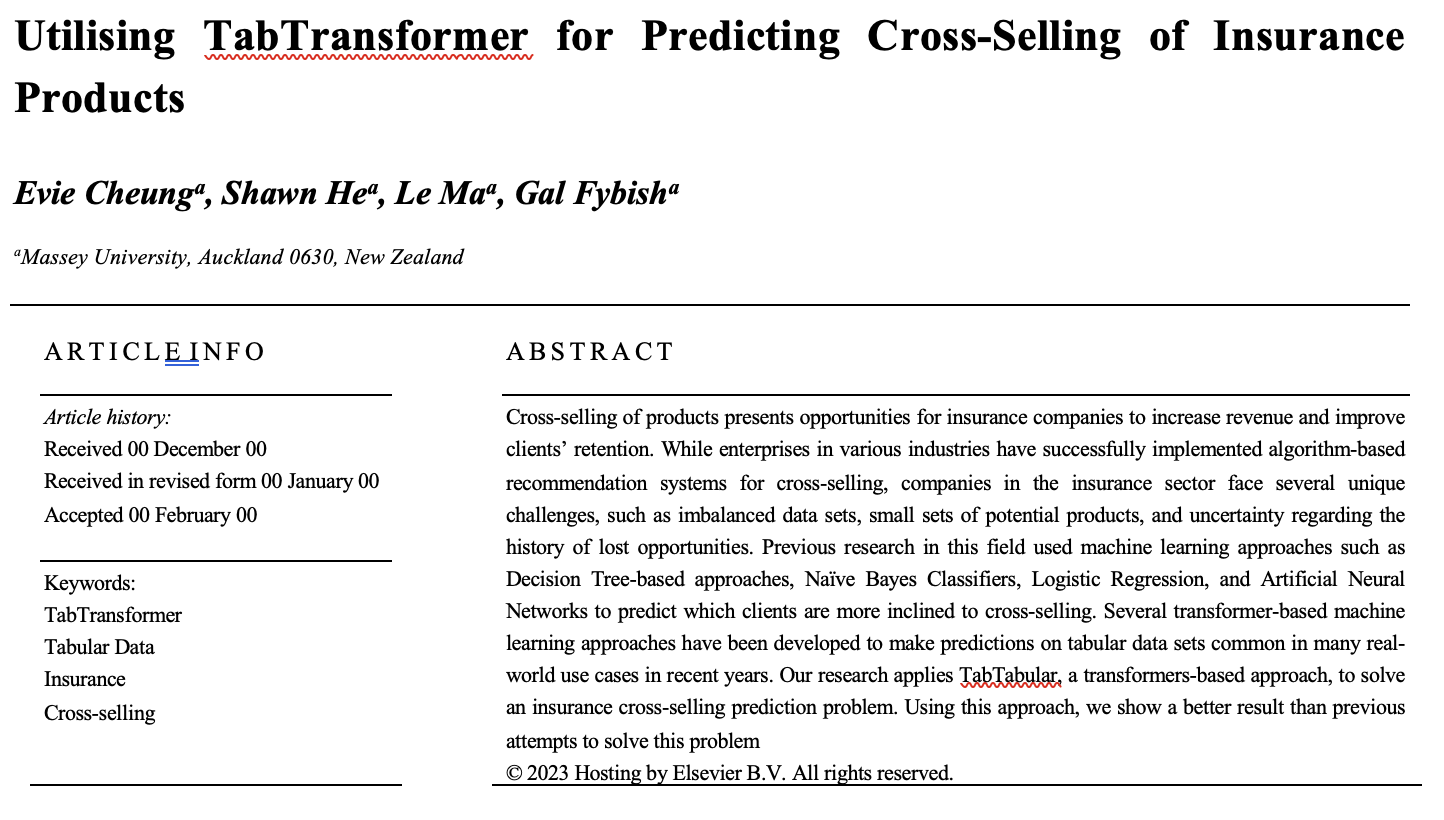 Utilising TabTransformer for Predicting Cross-Selling of Insurance
Products
Evie Cheungᵃ, Shawn Heᵃ, Le Maᵃ, Gal Fybishᵃ
ᵃMassey University, Auckland 0630, New Zealand
ARTICLE INFO
Article history:
Received 00 December 00
Received in revised form 00 January 00
Accepted 00 February 00
Keywords:
TabTransformer
Tabular Data
Insurance
Cross-selling
ABSTRACT
Cross-selling of products presents opportunities for insurance companies to increase revenue and improve
clients’ retention. While enterprises in various industries have successfully implemented algorithm-based
recommendation systems for cross-selling, companies in the insurance sector face several unique
challenges, such as imbalanced data sets, small sets of potential products, and uncertainty regarding the
history of lost opportunities. Previous research in this field used machine learning approaches such as
Decision Tree-based approaches, Naïve Bayes Classifiers, Logistic Regression, and Artificial Neural
Networks to predict which clients are more inclined to cross-selling. Several transformer-based machine
learning approaches have been developed to make predictions on tabular data sets common in many real-
world use cases in recent years. Our research applies TabTabular, a transformers-based approach, to solve
an insurance cross-selling prediction problem. Using this approach, we show a better result than previous
attempts to solve this problem
© 2023 Hosting by Elsevier B.V. All rights reserved.